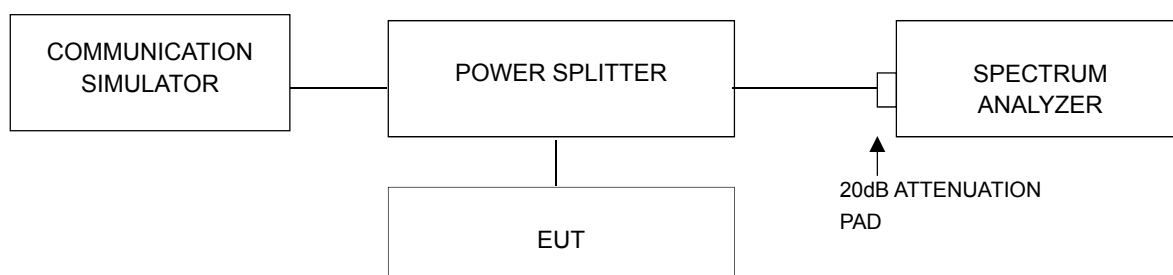 COMMUNICATION
SIMULATOR
POWER SPLITTER
SPECTRUM
ANALYZER
20dB ATTENUATION
PAD
EUT